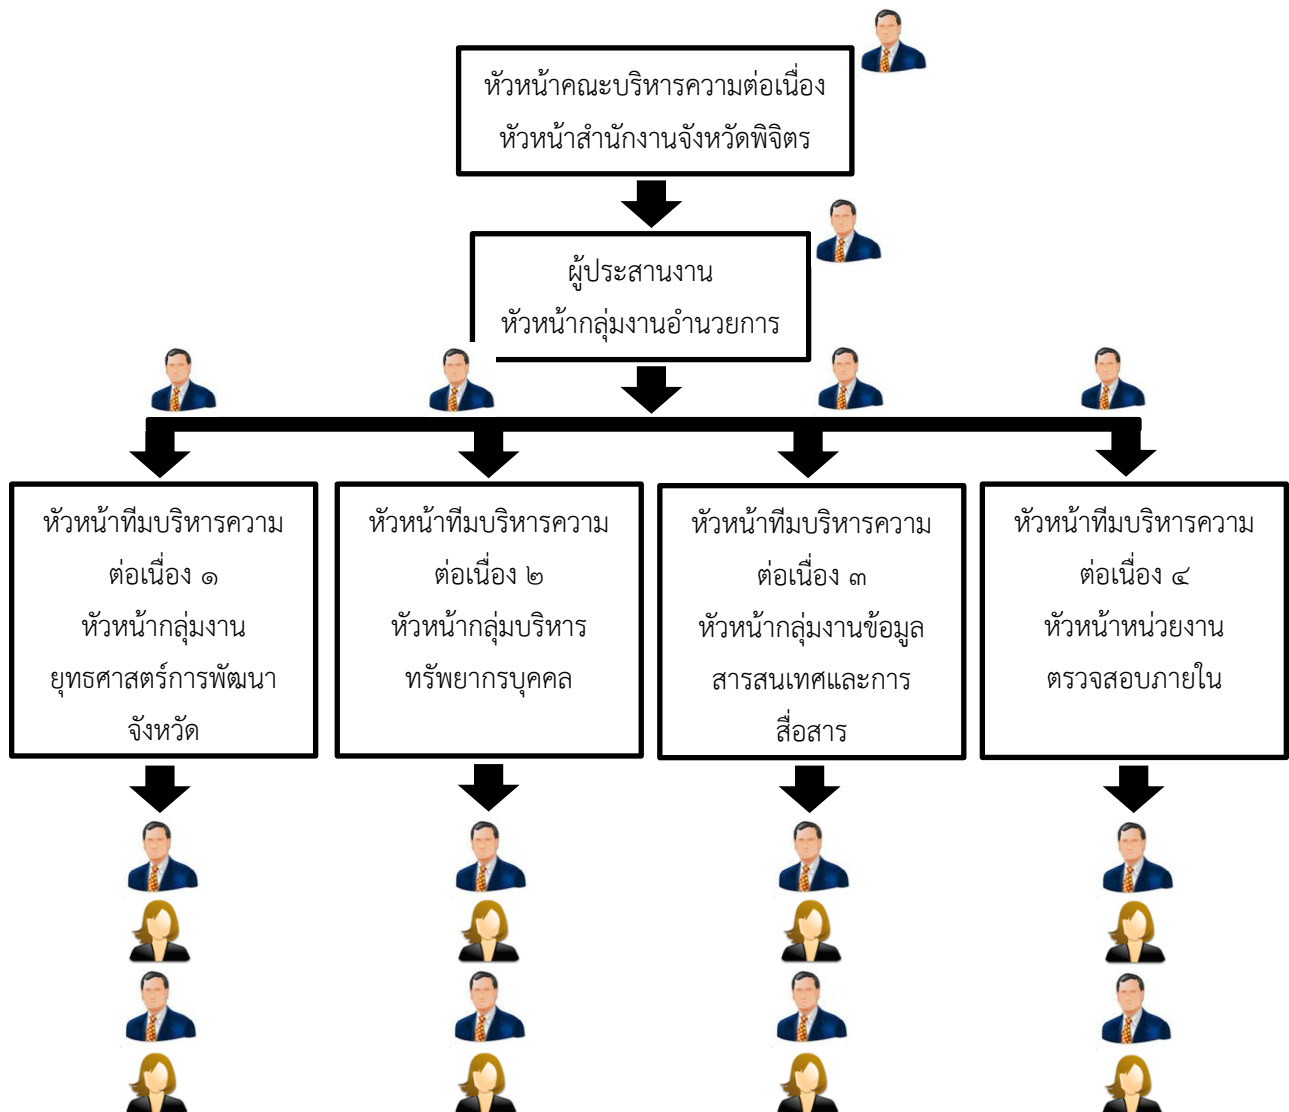 หัวหน้าคณะบริหารความต่อเนื่อง
หัวหน้าสำนักงานจังหวัดพิจิตร
ผู้ประสานงาน
หัวหน้ากลุ่มงานอำนวยการ
หัวหน้าทีมบริหารความ
ต่อเนื่อง ๑
หัวหน้ากลุ่มงาน
ยุทธศาสตร์การพัฒนา
จังหวัด
หัวหน้าทีมบริหารความ
ต่อเนื่อง ๒
หัวหน้ากลุ่มบริหาร
ทรัพยากรบุคคล
หัวหน้าทีมบริหารความ
ต่อเนื่อง ๓
หัวหน้ากลุ่มงานข้อมูล
สารสนเทศและการ
สื่อสาร
หัวหน้าทีมบริหารความ
ต่อเนื่อง ๔
หัวหน้าหน่วยงาน
ตรวจสอบภายใน